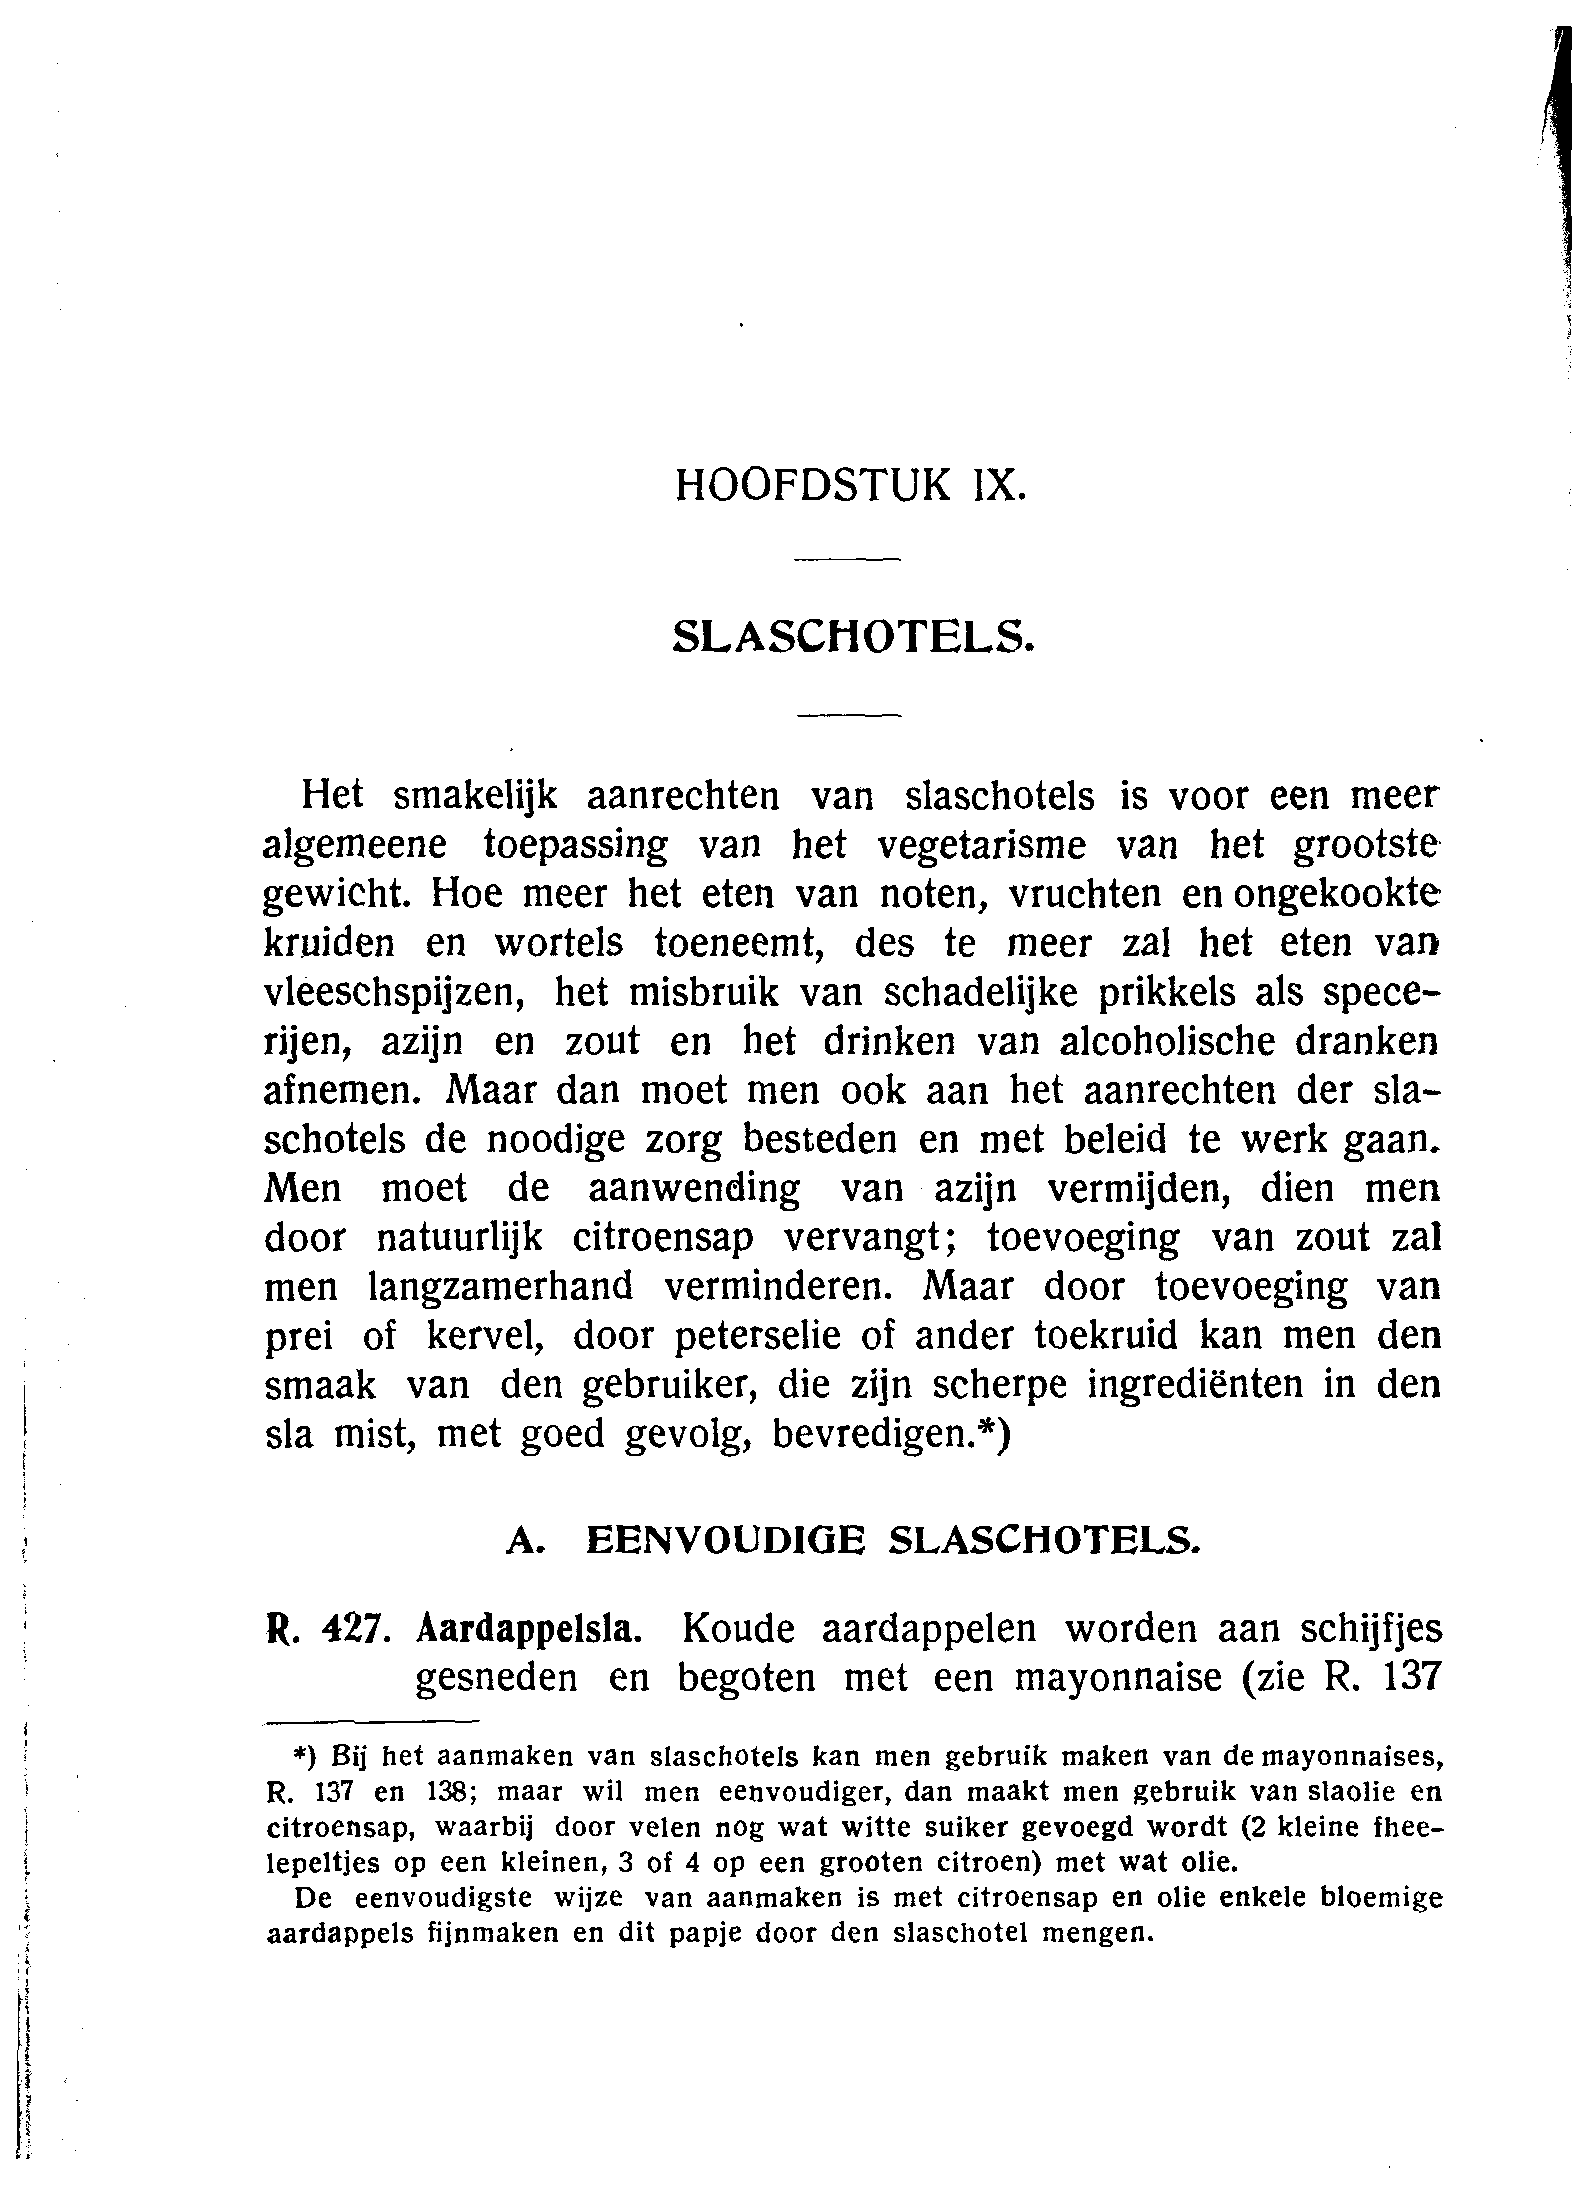 HOOFDSTUK IX.
SLASCHOTELS.
Het smakelijk aanrechten van slaschotels is voor een meer
algemeene toepassing van het vegetarisme van het grootste
gewicht. Hoe meer het eten van noten, vruchten en ongekookte
kruiden en wortels toeneemt, des te meer zal het eten van
vleeschspijzen, het misbruik van schadelijke prikkels als spece-
rijen, azijn en zout en het drinken van alcoholische dranken
afnemen. Maar dan moet men ook aan het aanrechten der sla-
schotels de noodige zorg besteden en met beleid te werk gaan.
Men moet de aanwending van azijn vermijden, dien men
door natuurlijk citroensap vervangt; toevoeging van zout zal
men langzamerhand verminderen. Maar door toevoeging van
prei of kervel, door peterselie of ander toekruid kan men den
smaak van den gebruiker, die zijn scherpe ingrediënten in den
sla mist, met goed gevolg, bevredigen.*)
A. EENVOUDIGE SLASCHOTELS.
R. 427. Aardappelsla. Koude aardappelen worden aan schijfjes
gesneden en begoten met een mayonnaise (zie R. 137
*) Bij het aanmaken van slaschotels kan men gebruik maken van de mayonnaises,
R. 137 en 138; maar wil men eenvoudiger, dan maakt men gebruik van slaolie en
citroensap, waarbij door velen nog wat witte suiker gevoegd wordt (2 kleine fhee-
lepeltjes op een kleinen, 3 of 4 op een grooten citroen) met wat olie.
De eenvoudigste wijze van aanmaken is met citroensap en olie enkele bloemige
aardappels fijnmaken en dit papje door den slaschotel mengen.